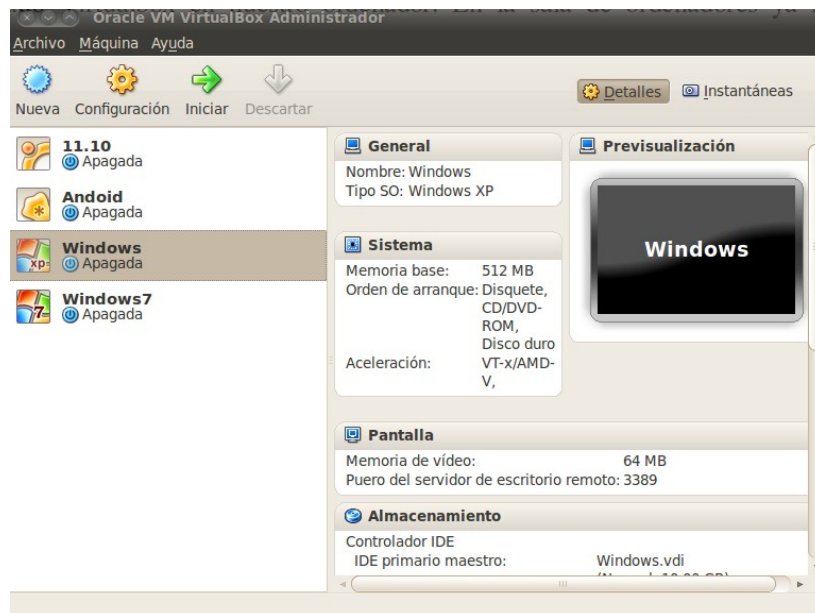 Oracle VM VirtualBox Administrador
Archivo Máquina Ayuda
Nueva Configuración Iniciar Descartar
Detalles Instantáneas
11.10
Apagada
Andoid
Apagada
Windows
Apagada
Windows7
Apagada
General
Nombre: Windows
Tipo SO: Windows XP
Sistema
Memoria base: 512 MB
Orden de arranque: Disquete,
CD/DVD-
ROM,
Disco duro
Aceleración: VT-x/AMD-
V,
Previsualización
Windows
Pantalla
Memoria de vídeo: 64 MB
Puero del servidor de escritorio remoto: 3389
Almacenamiento
Controlador IDE
IDE primario maestro: Windows.vdi